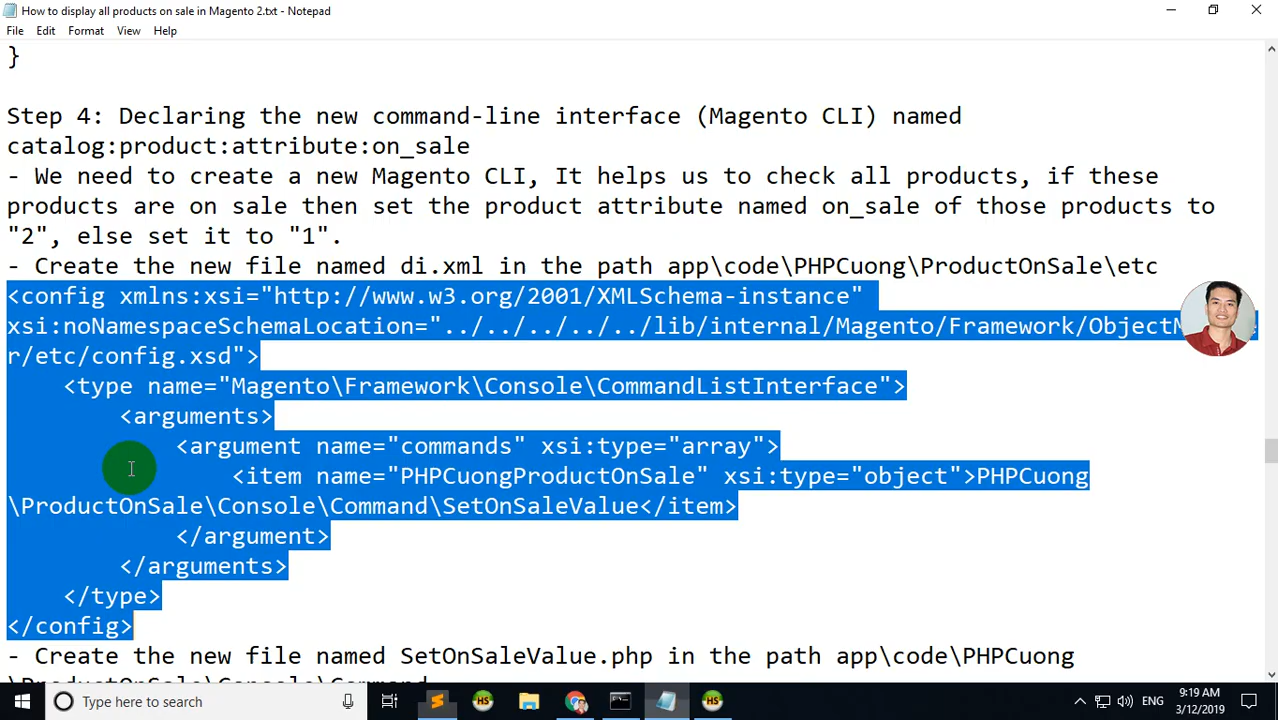 How to display all products on sale in Magento 2.txt - Notepad
File Edit Format View Help
}
Step 4: Declaring the new command-line interface (Magento CLI) named
catalog:product:attribute:on_sale
- We need to create a new Magento CLI, It helps us to check all products, if these
products are on sale then set the product attribute named on_sale of those products to
"2", else set it to "1".
- Create the new file named di.xml in the path app\code\PHPCuong\ProductOnSale\etc
<config xmlns:xsi="http://www.w3.org/2001/XMLSchema-instance"
xsi:noNamespaceSchemaLocation="../../../../../lib/internal/Magento/Framework/ObjectM
r/etc/config.xsd">
<type name="Magento\Framework\Console\CommandListInterface">
<arguments>
<argument name="commands" xsi:type="array">
<item name="PHPCuongProductOnSale" xsi:type="object">PHPCuong
\ProductOnSale\Console\Command\SetOnSaleValue</item>
</argument>
</arguments>
</type>
</config>
- Create the new file named SetOnSaleValue.php in the path app\code\PHPCuong
\ProductOnSale\Console\Command
Type here to search
HS
HS
ENG
9:19 AM
3/12/2019